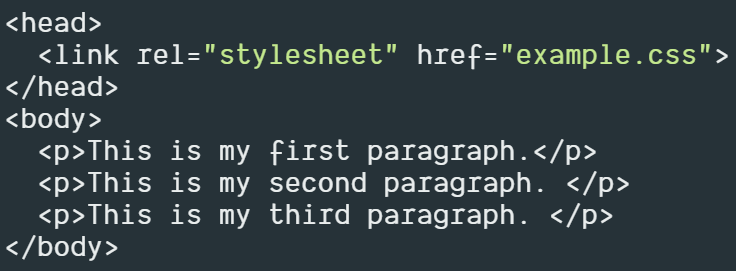 <head>
  <link rel="stylesheet" href="example.css">
</head>
<body>
  <p>This is my first paragraph.</p>
  <p>This is my second paragraph. </p>
  <p>This is my third paragraph. </p>
</body>